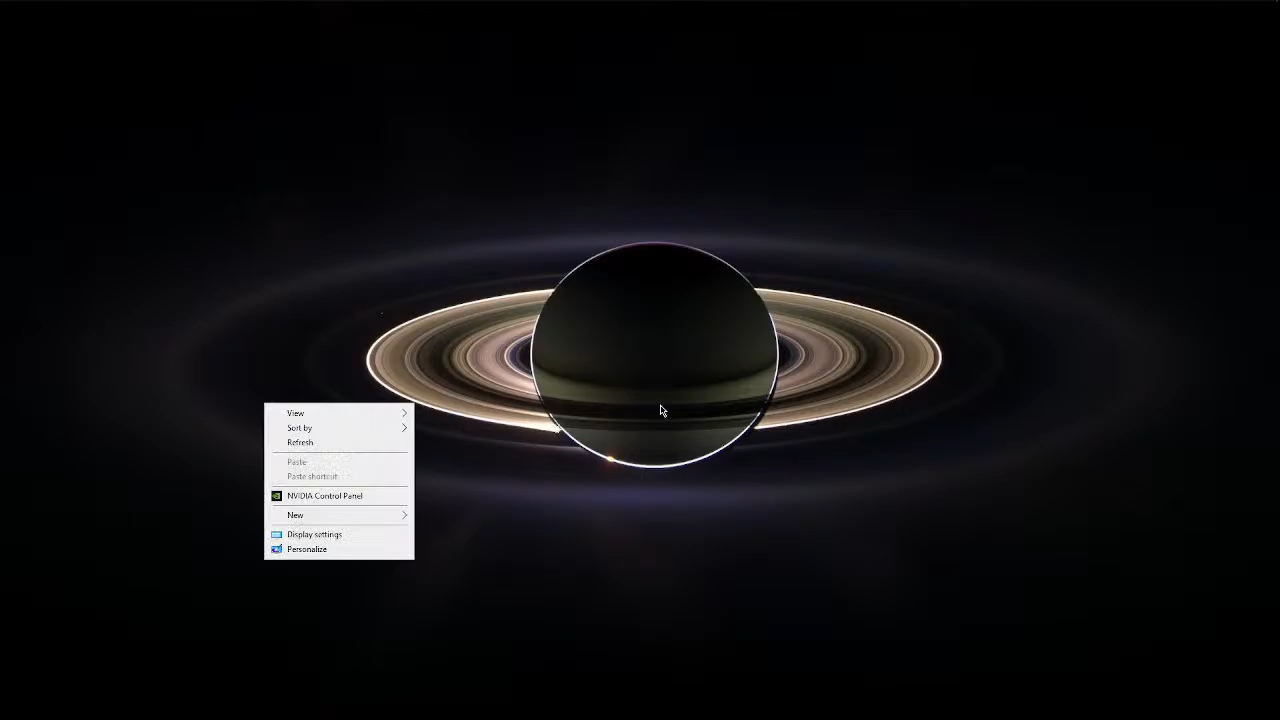 View
Sort by
Refresh
Paste
Paste shortcut
NVIDIA Control Panel
New
Display settings
Personalize